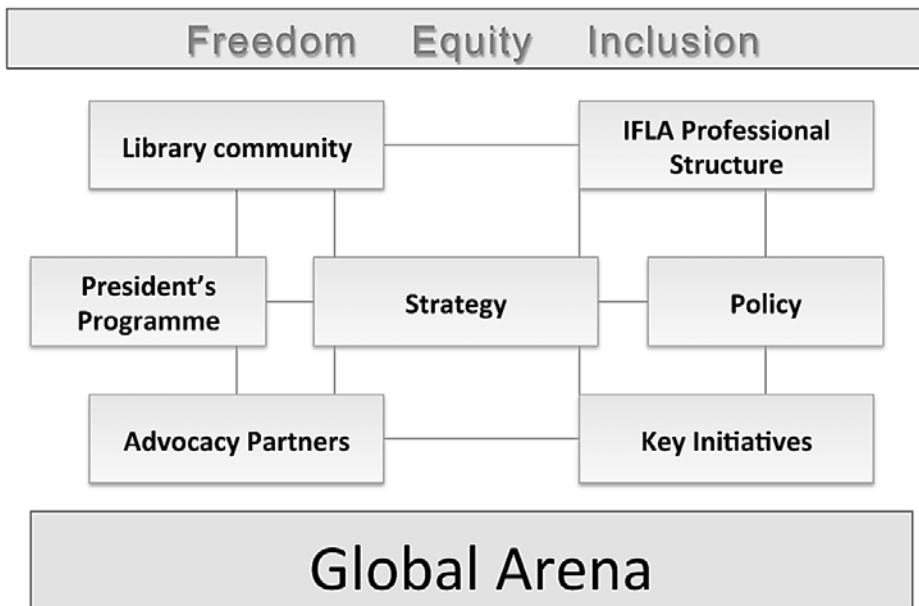 Freedom Equity Inclusion
Library community
IFLA Professional
Structure
President's
Programme
Strategy
Policy
Advocacy Partners
Key Initiatives
Global Arena